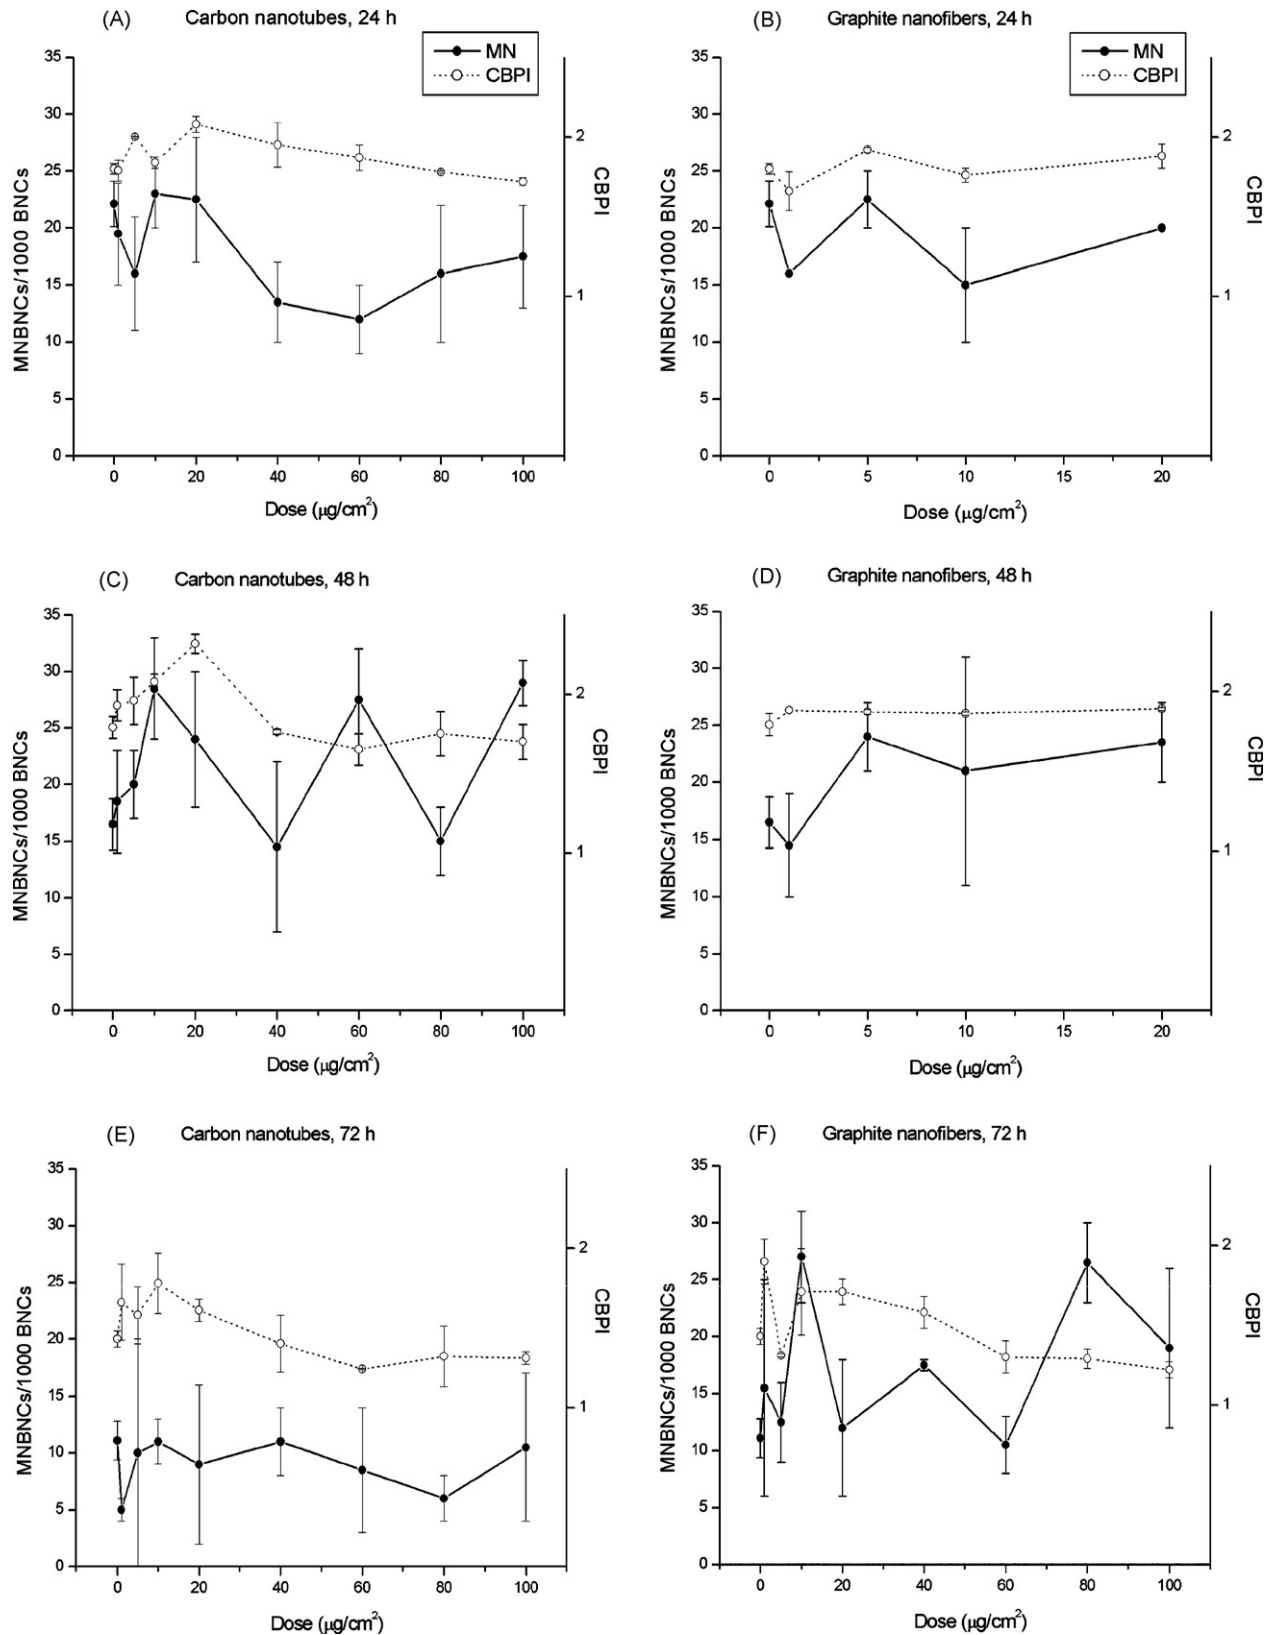 (A) Carbon nanotubes, 24 h
MN
CBPI
35
30
25
20
15
10
5
0
MNBNCs/1000 BNCs
2
1
CBPI
0 20 40 60 80 100
Dose (μg/cm²)
(B) Graphite nanofibers, 24 h
MN
CBPI
35
30
25
20
15
10
5
0
MNBNCs/1000 BNCs
2
1
CBPI
0 5 10 15 20
Dose (μg/cm²)
(C) Carbon nanotubes, 48 h
35
30
25
20
15
10
5
0
MNBNCs/1000 BNCs
2
1
CBPI
0 20 40 60 80 100
Dose (μg/cm²)
(D) Graphite nanofibers, 48 h
35
30
25
20
15
10
5
0
MNBNCs/1000 BNCs
2
1
CBPI
0 5 10 15 20
Dose (μg/cm²)
(E) Carbon nanotubes, 72 h
35
30
25
20
15
10
5
0
MNBNCs/1000 BNCs
2
1
CBPI
0 20 40 60 80 100
Dose (μg/cm²)
(F) Graphite nanofibers, 72 h
35
30
25
20
15
10
5
0
MNBNCs/1000 BNCs
2
1
CBPI
0 20 40 60 80 100
Dose (μg/cm²)